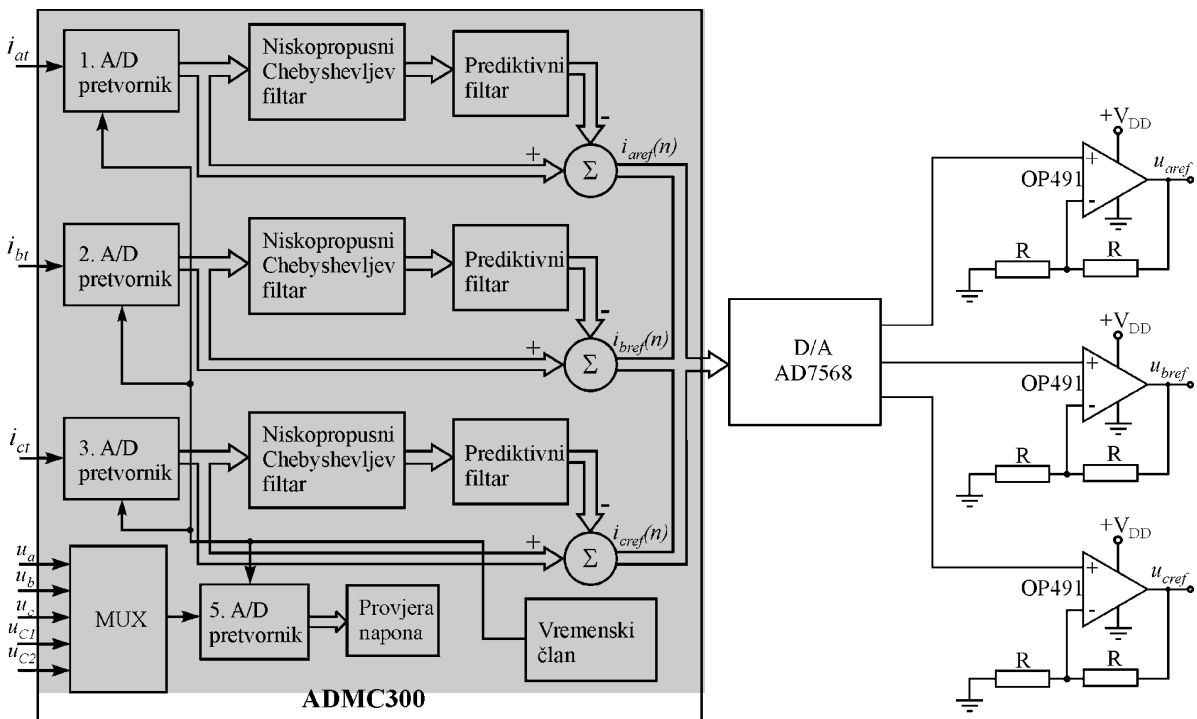 i_at
1. A/D
pretvornik
Niskopropusni
Chebyshevljev
filtar
Prediktivni
filtar
-
+
Σ
i_aref(n)
i_bt
2. A/D
pretvornik
Niskopropusni
Chebyshevljev
filtar
Prediktivni
filtar
-
+
Σ
i_bref(n)
i_ct
3. A/D
pretvornik
Niskopropusni
Chebyshevljev
filtar
Prediktivni
filtar
-
+
Σ
i_cref(n)
u_a
u_b
u_c
u_C1
u_C2
MUX
5. A/D
pretvornik
Provjera
napona
Vremenski
član
ADMC300
D/A
AD7568
+V_DD
+
-
OP491
u_aref
R
R
+V_DD
+
-
OP491
u_bref
R
R
+V_DD
+
-
OP491
u_cref
R
R